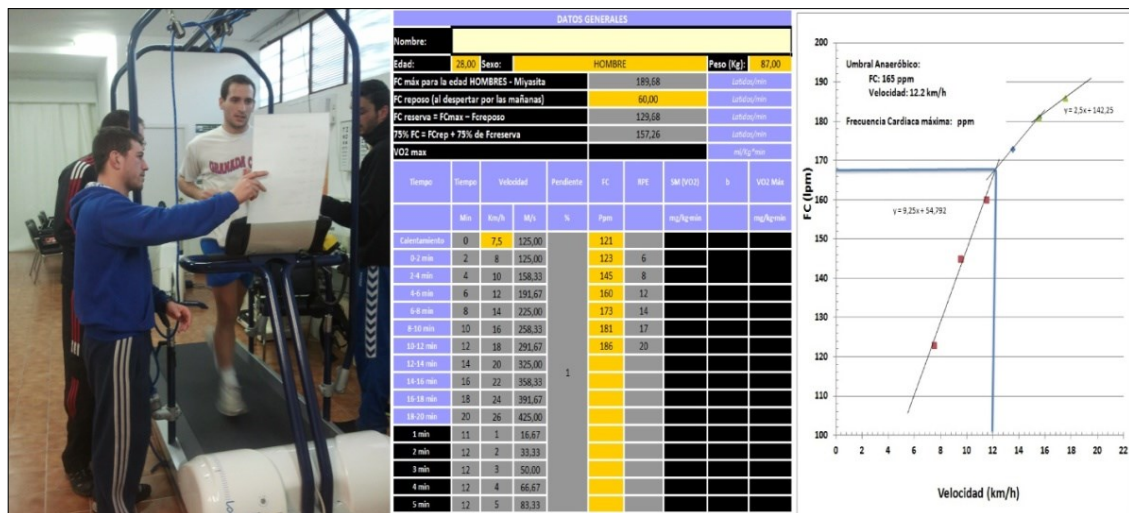 GRANADA
DATOS GENERALES
Nombre:
Edad: 28,00 Sexo: HOMBRE Peso (Kg): 87,00
FC máx para la edad HOMBRES - Miyasita 189,68 Latidos/min
FC reposo (al despertar por las mañanas) 60,00 Latidos/min
FC reserva = FCmax – Fcreposo 129,68 Latidos/min
75% FC = FCrep + 75% de Fcreserva 157,26 Latidos/min
VO2 max ml/Kg*min
Tiempo Tiempo Velocidad Pendiente FC RPE SM (VO2) b VO2 Máx
Min Km/h M/s % Ppm mg/kg·min mg/kg·min
Calentamiento 0 7,5 125,00 121
0-2 min 2 8 125,00 123 6
2-4 min 4 10 158,33 145 8
4-6 min 6 12 191,67 160 12
6-8 min 8 14 225,00 173 14
8-10 min 10 16 258,33 181 17
10-12 min 12 18 291,67 186 20
12-14 min 14 20 325,00
1
14-16 min 16 22 358,33
16-18 min 18 24 391,67
18-20 min 20 26 425,00
1 min 11 1 16,67
2 min 12 2 33,33
3 min 12 3 50,00
4 min 12 4 66,67
5 min 12 5 83,33
FC (lpm)
200
190
180
170
160
150
140
130
120
110
100
Umbral Anaeróbico:
FC: 165 ppm
Velocidad: 12.2 km/h
Frecuencia Cardiaca máxima: ppm
y = 2,5x + 142,25
y = 9,25x + 54,792
0 2 4 6 8 10 12 14 16 18 20 22
Velocidad (km/h)